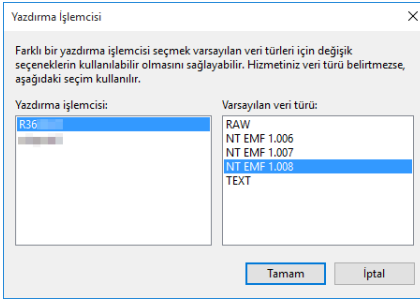 Yazdırma İşlemcisi
Farklı bir yazdırma işlemcisi seçmek varsayılan veri türleri için değişik
seçeneklerin kullanılabilir olmasını sağlayabilir. Hizmetiniz veri türü belirtmezse,
aşağıdaki seçim kullanılır.
Yazdırma işlemcisi:
R36
Varsayılan veri türü:
RAW
NT EMF 1.006
NT EMF 1.007
NT EMF 1.008
TEXT
Tamam
İptal